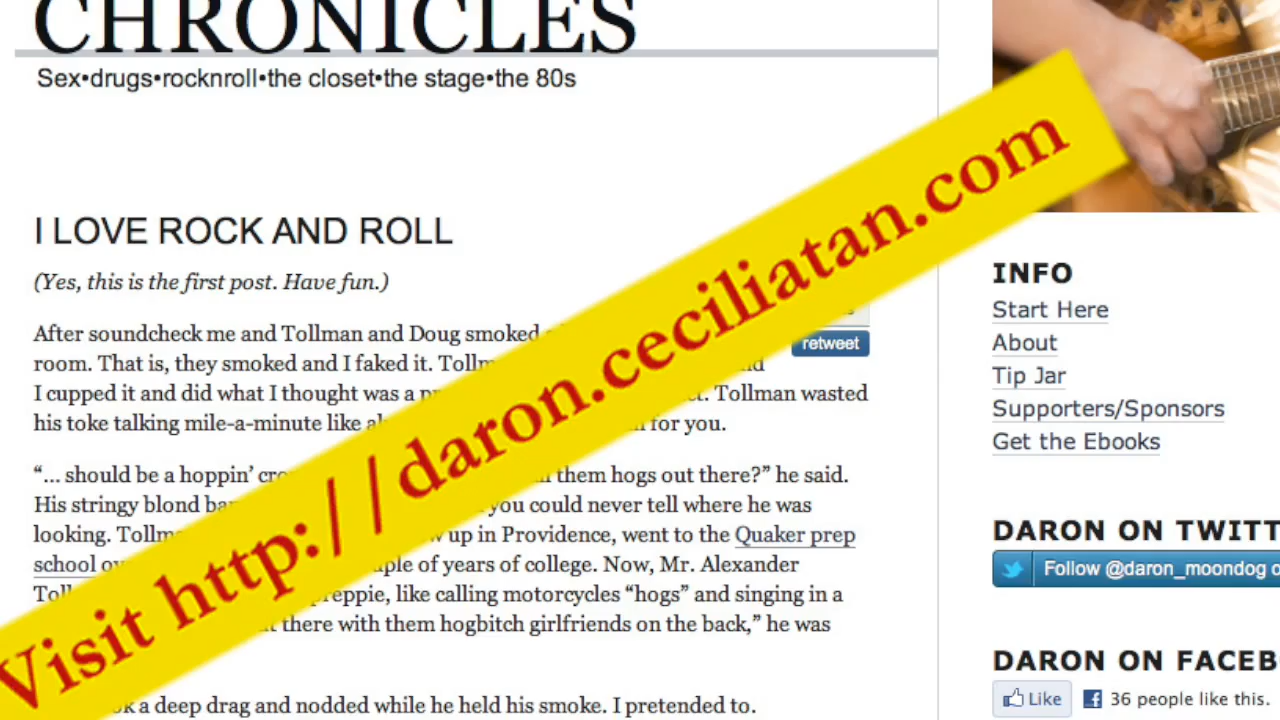 CHRONICLES
Sex•drugs•rocknroll•the closet•the stage•the 80s
I LOVE ROCK AND ROLL
(Yes, this is the first post. Have fun.)
After soundcheck me and Tollman and Doug smoked
room. That is, they smoked and I faked it.
I cupped it and did what I thought was a Tollman wasted
his toke talking mile-a-minute like for you.
retweet
“... should be a hoppin’ them hogs out there?” he said.
His stringy blond you could never tell where he was
looking. up in Providence, went to the Quaker prep
school of years of college. Now, Mr. Alexander
like calling motorcycles “hogs” and singing in a
there with them hogbitch girlfriends on the back,” he was
a deep drag and nodded while he held his smoke. I pretended to.
Visit http://daron.ceciliatan.com
INFO
Start Here
About
Tip Jar
Supporters/Sponsors
Get the Ebooks
DARON ON
Follow @daron_moondog
DARON ON
Like 36 people like this.